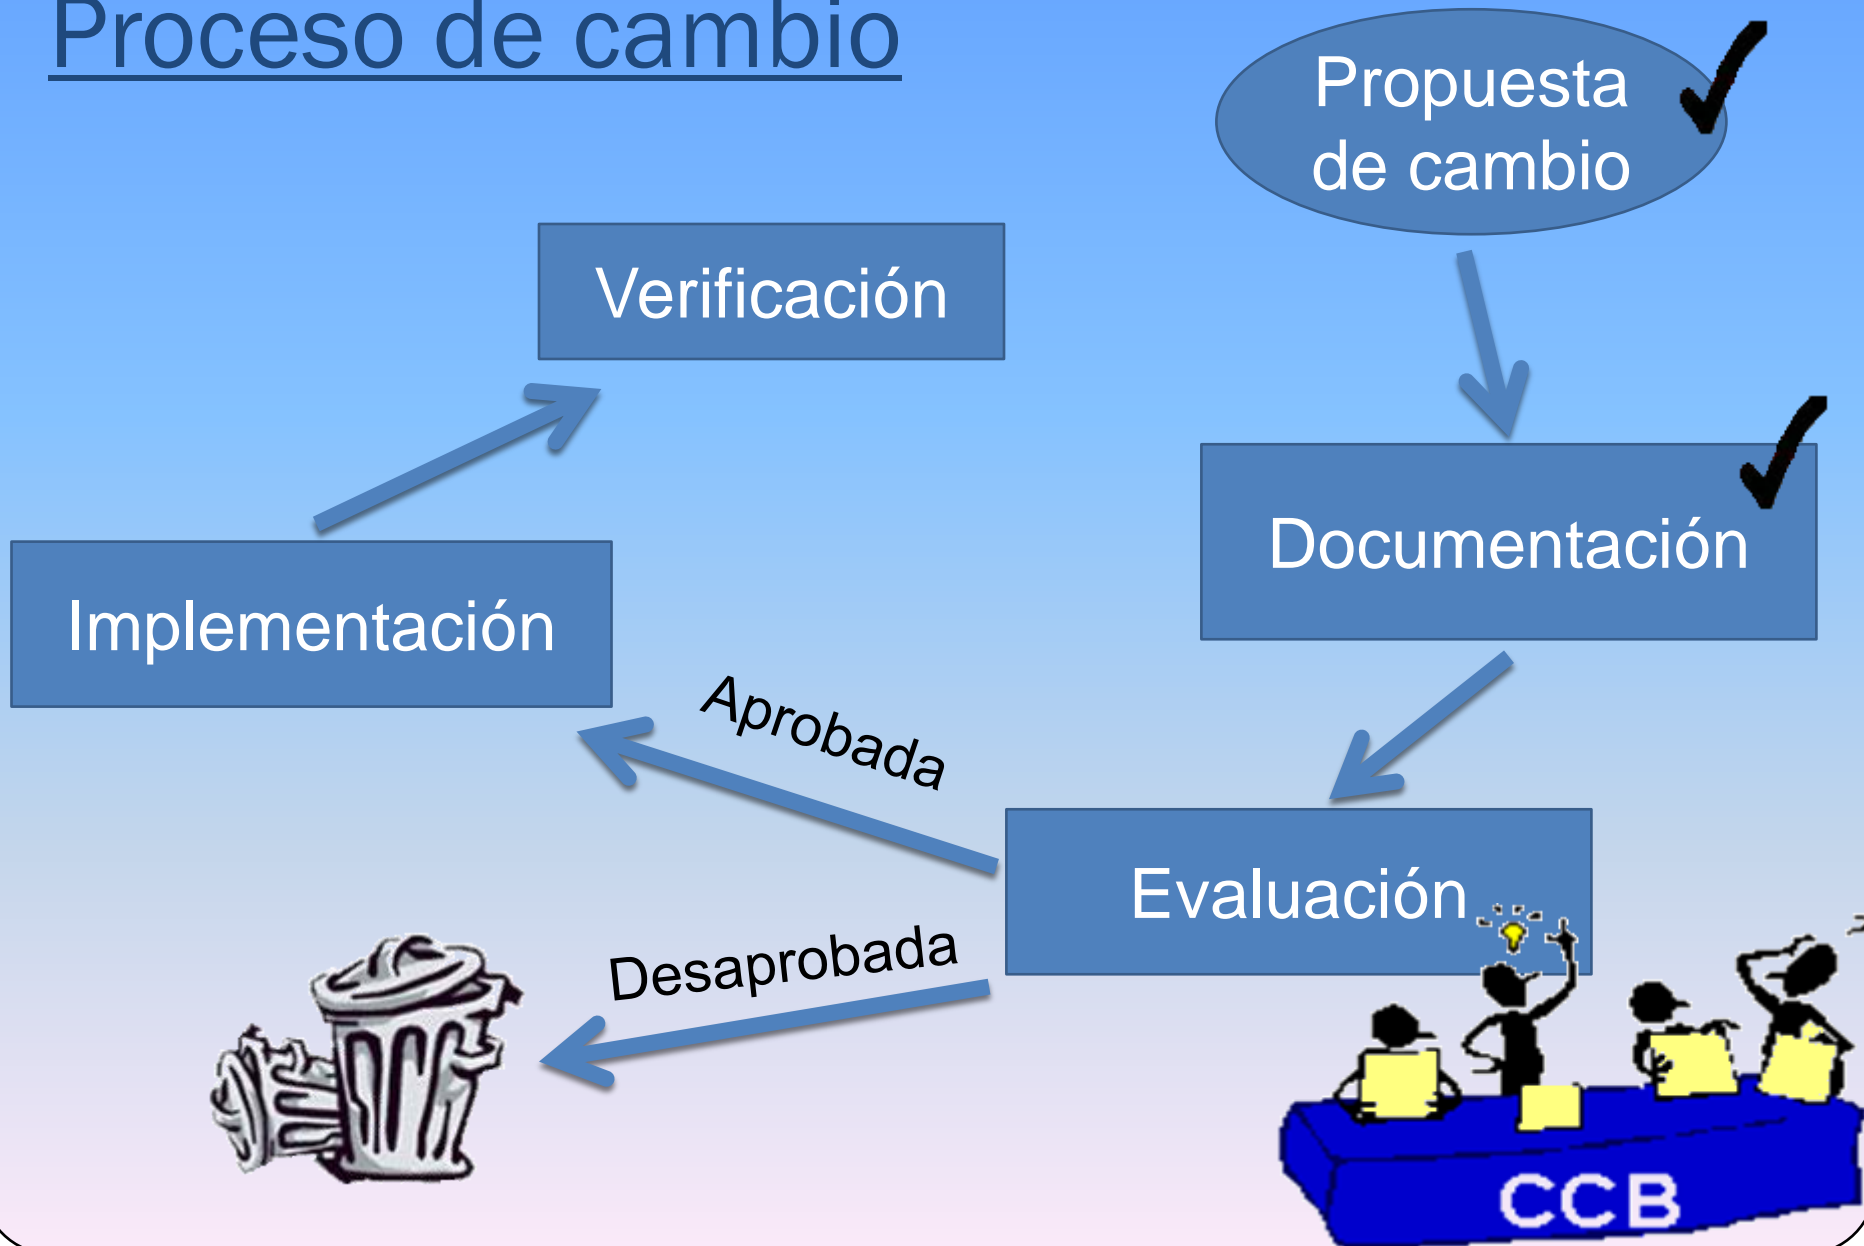 Proceso de cambio
Propuesta
de cambio
Verificación
Documentación
Implementación
Aprobada
Evaluación
Desaprobada
CCB